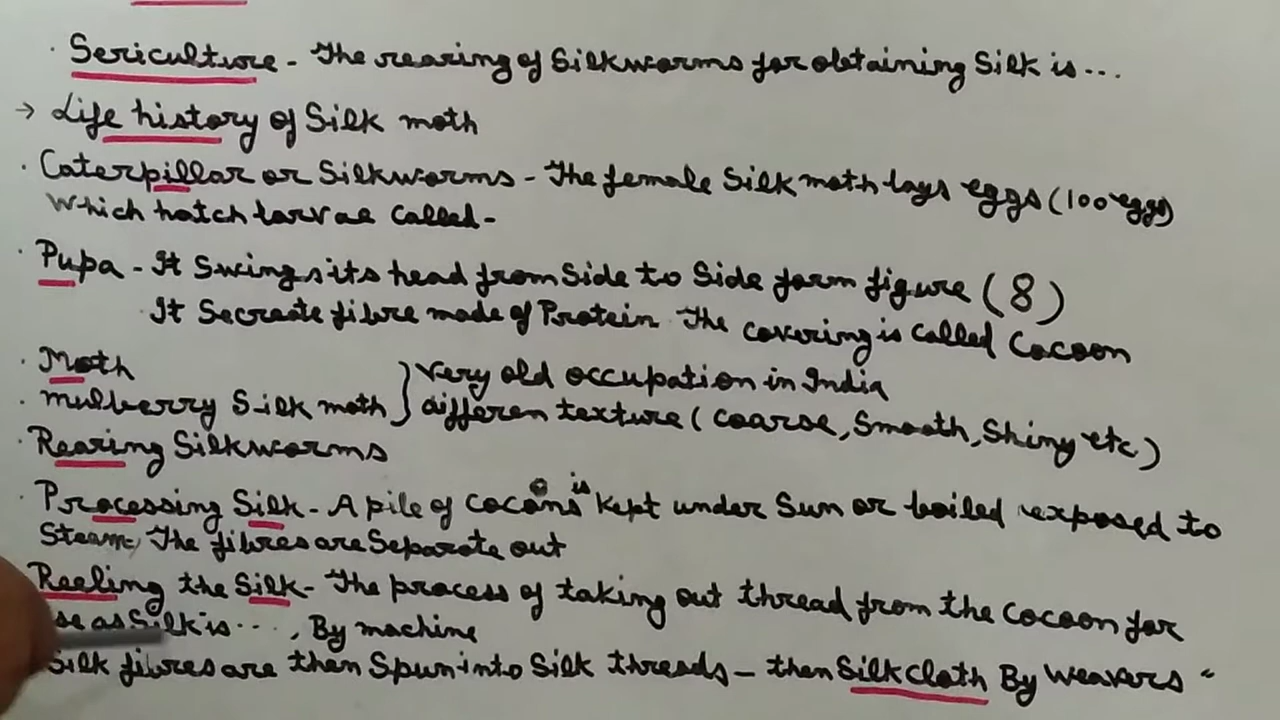 Sericulture - The rearing of Silkworms for obtaining Silk is...
→ Life history of Silk moth
· Caterpillar or Silkworms - The female Silk moth lays eggs (100 eggs)
Which hatch larvae Called-
· Pupa - It Swings its head from Side to Side form figure (8)
It Secreate fibre made of Protein The covering is called Cocoon
· Moth
· mulberry Silk moth } Very old occupation in India
differen texture (Coarse, Smooth, Shiny etc)
· Rearing Silkworms
· Processing Silk - A pile of Cocoons is kept under Sun or boiled exposed to
Steam, The fibres are Separate out
Reeling the Silk - The process of taking out thread from the Cocoon for
se as Silk is ..., By machine
Silk fibres are then Spun into Silk threads - then Silk Cloth By Weavers